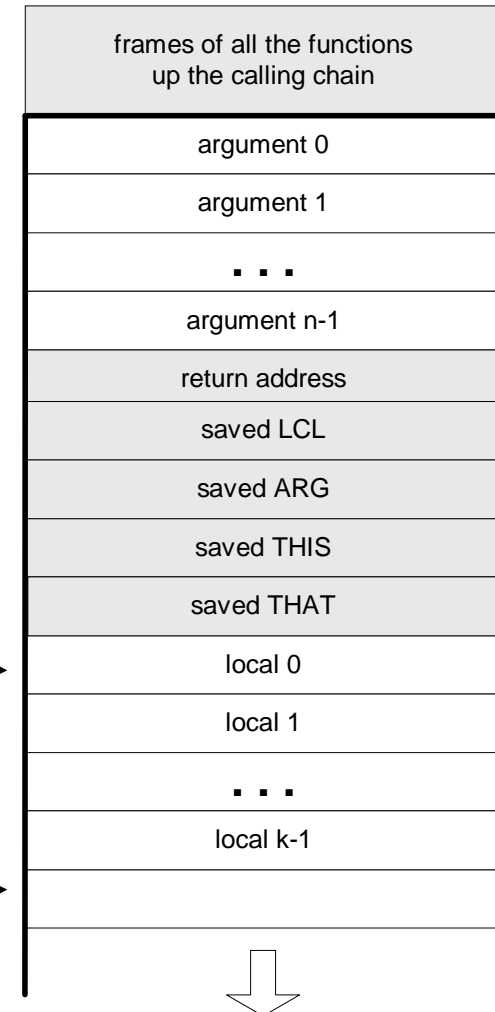 frames of all the functions
up the calling chain
argument 0
argument 1
. . .
argument n-1
return address
saved LCL
saved ARG
saved THIS
saved THAT
local 0
local 1
. . .
local k-1